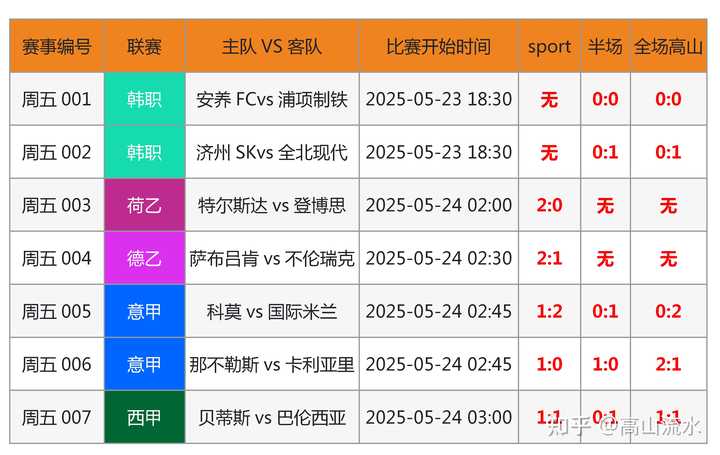 赛事编号 联赛 主队 VS 客队 比赛开始时间 sport 半场 全场高山
周五 001 韩职 安养 FCvs 浦项制铁 2025-05-23 18:30 无 0:0 0:0
周五 002 韩职 济州 SKvs 全北现代 2025-05-23 18:30 无 0:1 0:1
周五 003 荷乙 特尔斯达 vs 登博思 2025-05-24 02:00 2:0 无 无
周五 004 德乙 萨布吕肯 vs 不伦瑞克 2025-05-24 02:30 2:1 无 无
周五 005 意甲 科莫 vs 国际米兰 2025-05-24 02:45 1:2 0:1 0:2
周五 006 意甲 那不勒斯 vs 卡利亚里 2025-05-24 02:45 1:0 1:0 2:1
周五 007 西甲 贝蒂斯 vs 巴伦西亚 2025-05-24 03:00 1:1 0:1 1:1
知乎 @高山流水